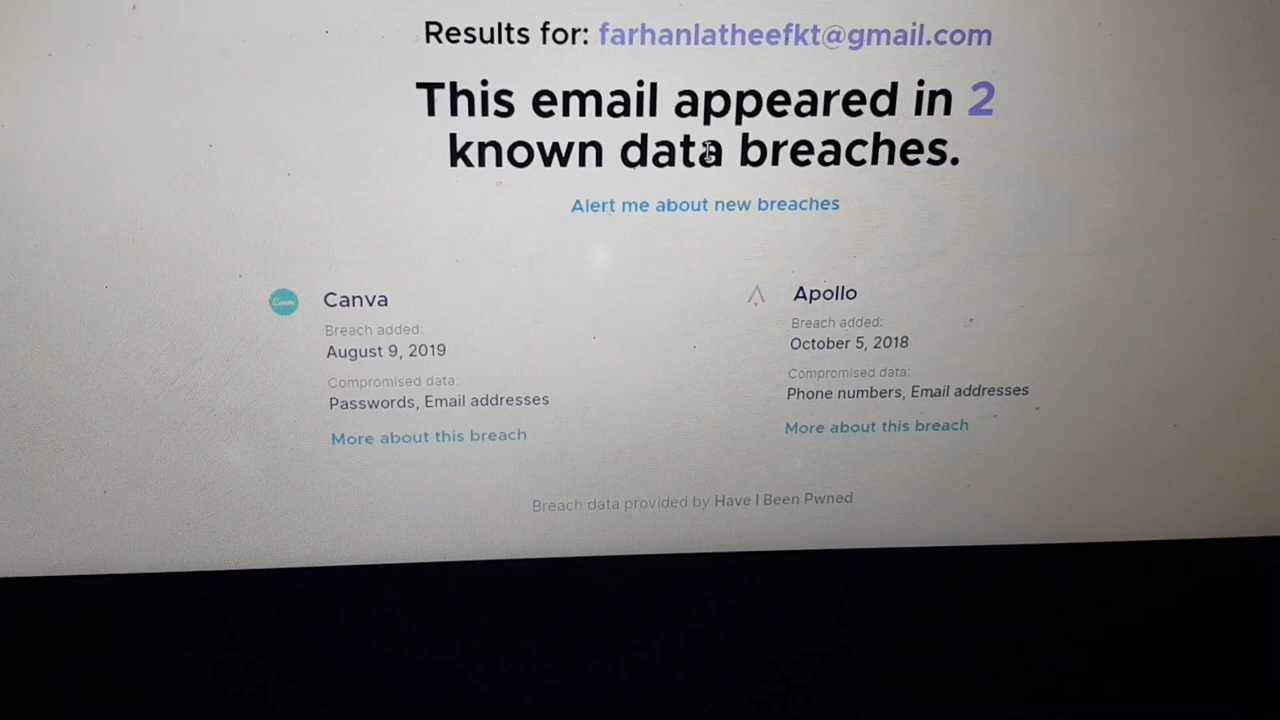 Results for: farhanlatheefkt@gmail.com
This email appeared in 2
known data breaches.
Alert me about new breaches
Canva
Canva
Breach added:
August 9, 2019
Compromised data:
Passwords, Email addresses
More about this breach
Apollo
Breach added:
October 5, 2018
Compromised data:
Phone numbers, Email addresses
More about this breach
Breach data provided by Have I Been Pwned